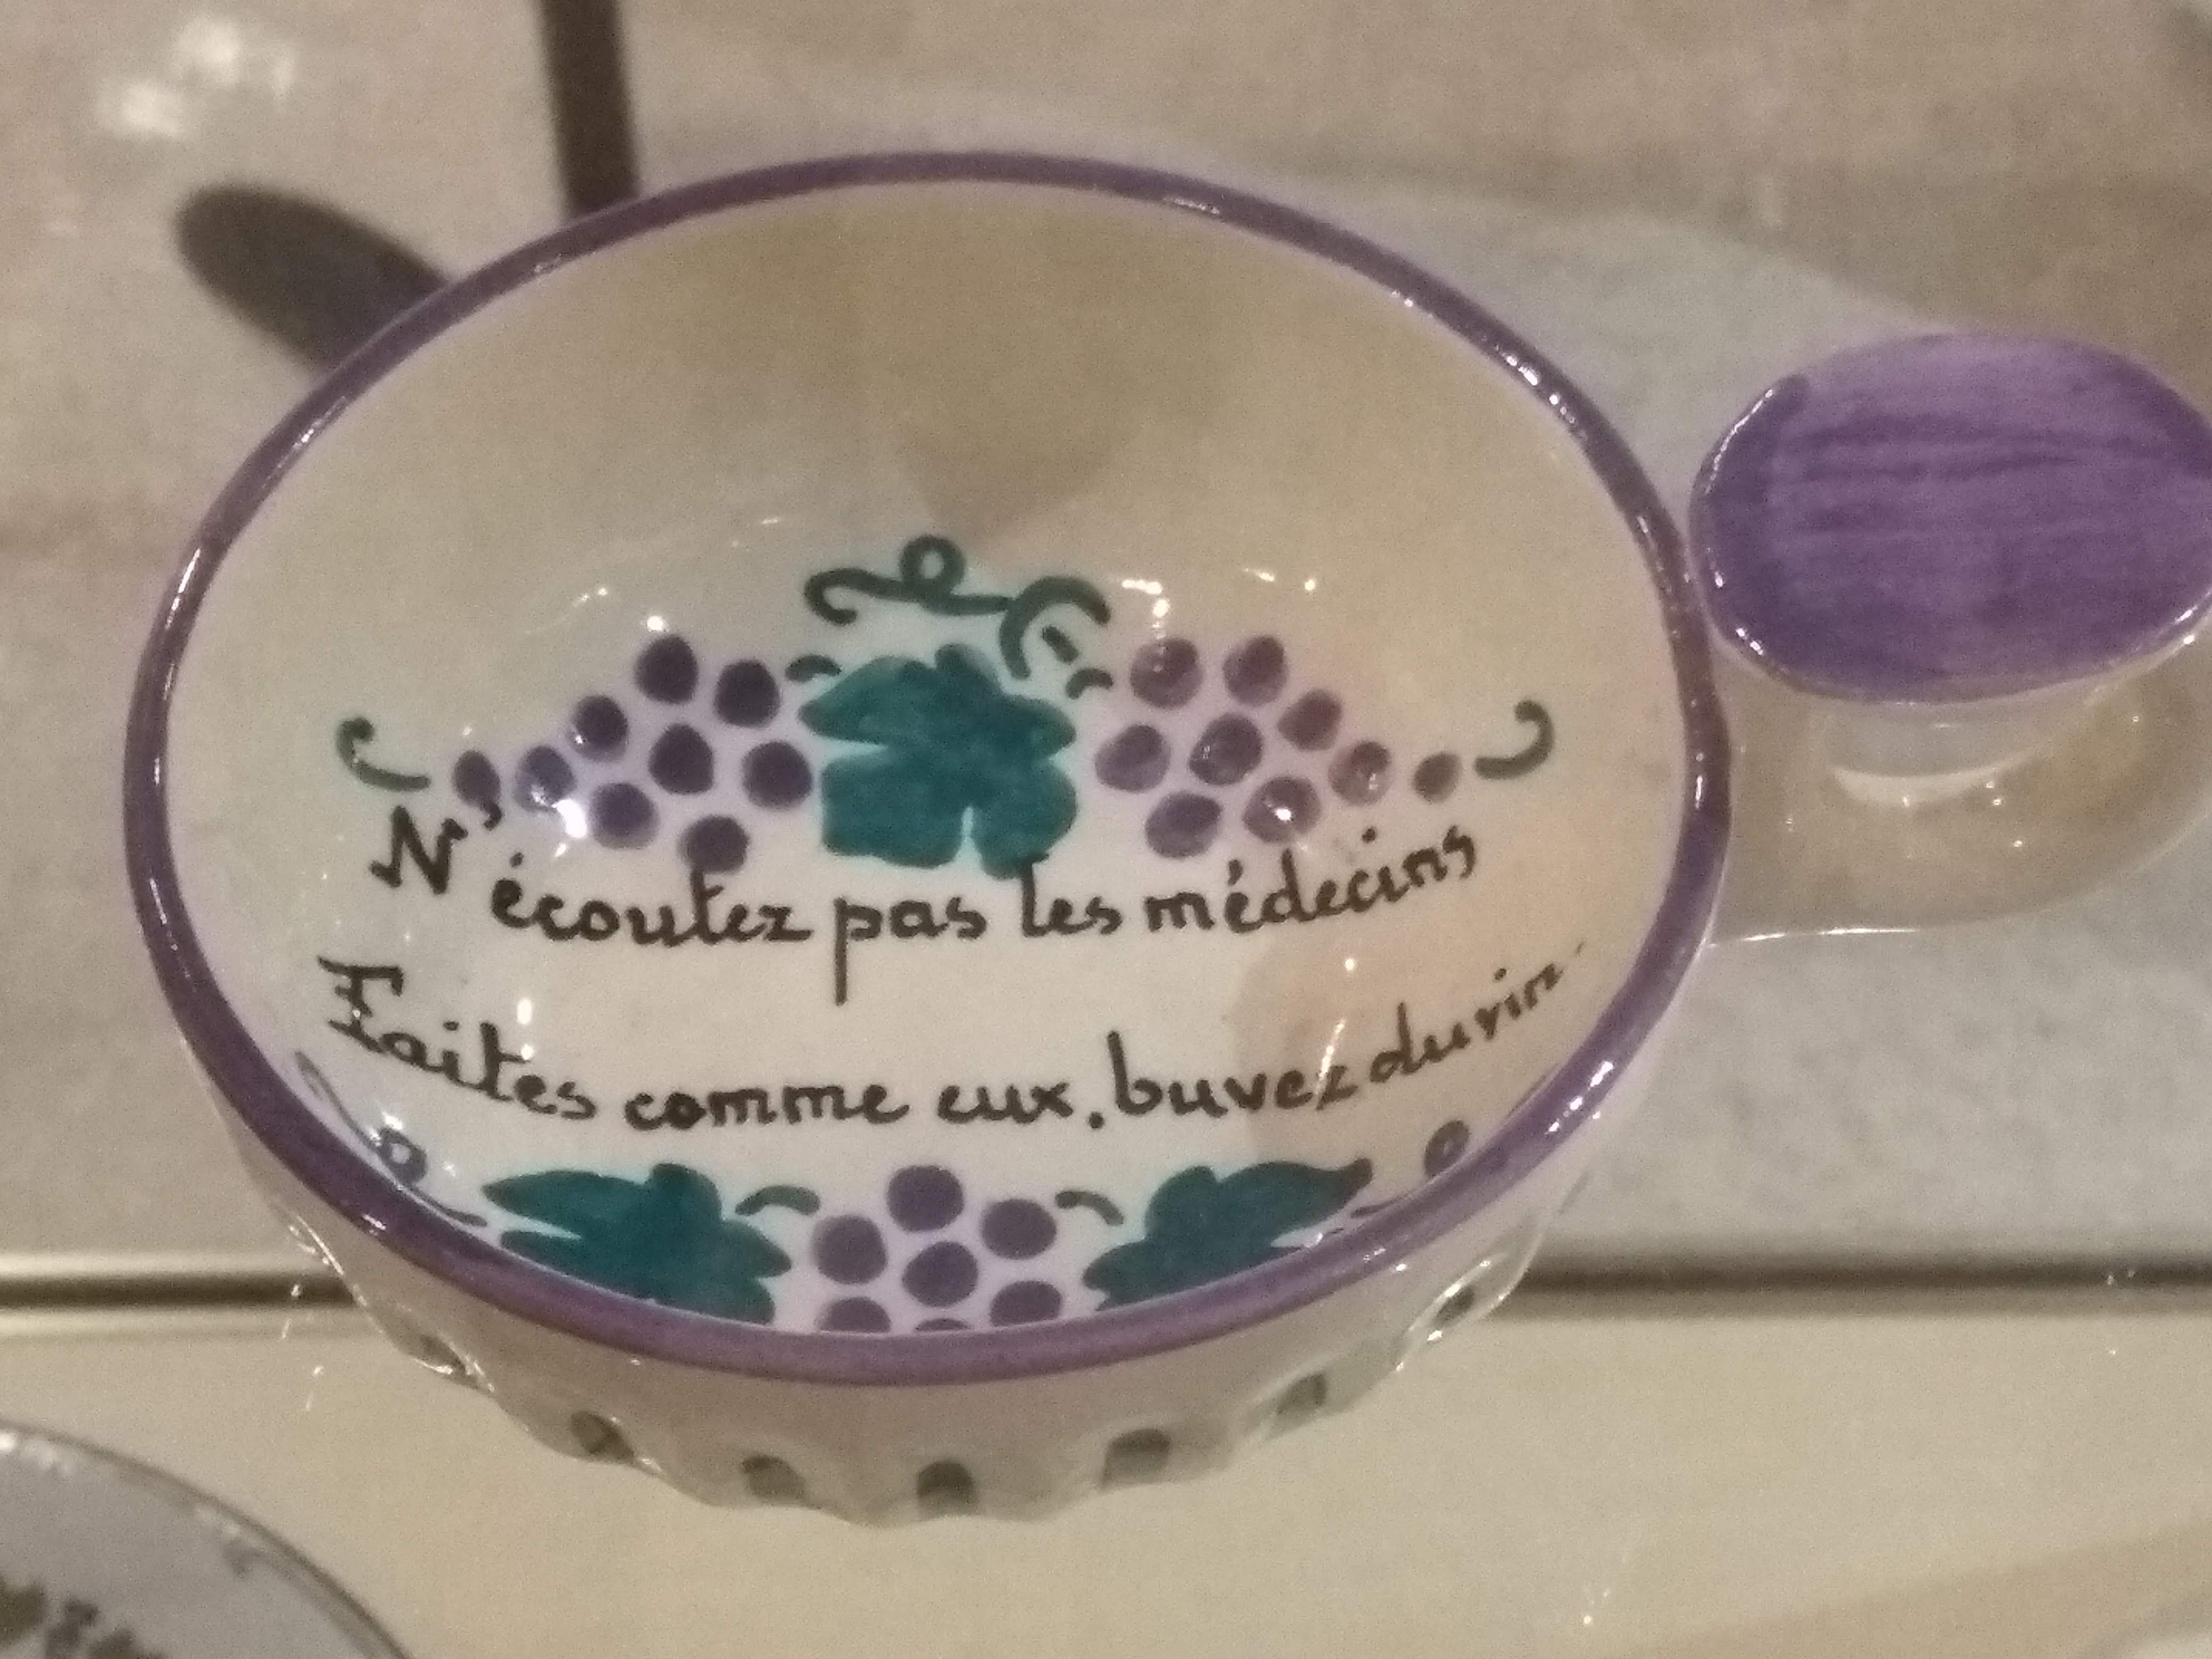 N'écoutez pas les médecins
Faites comme eux. buvez du vin.